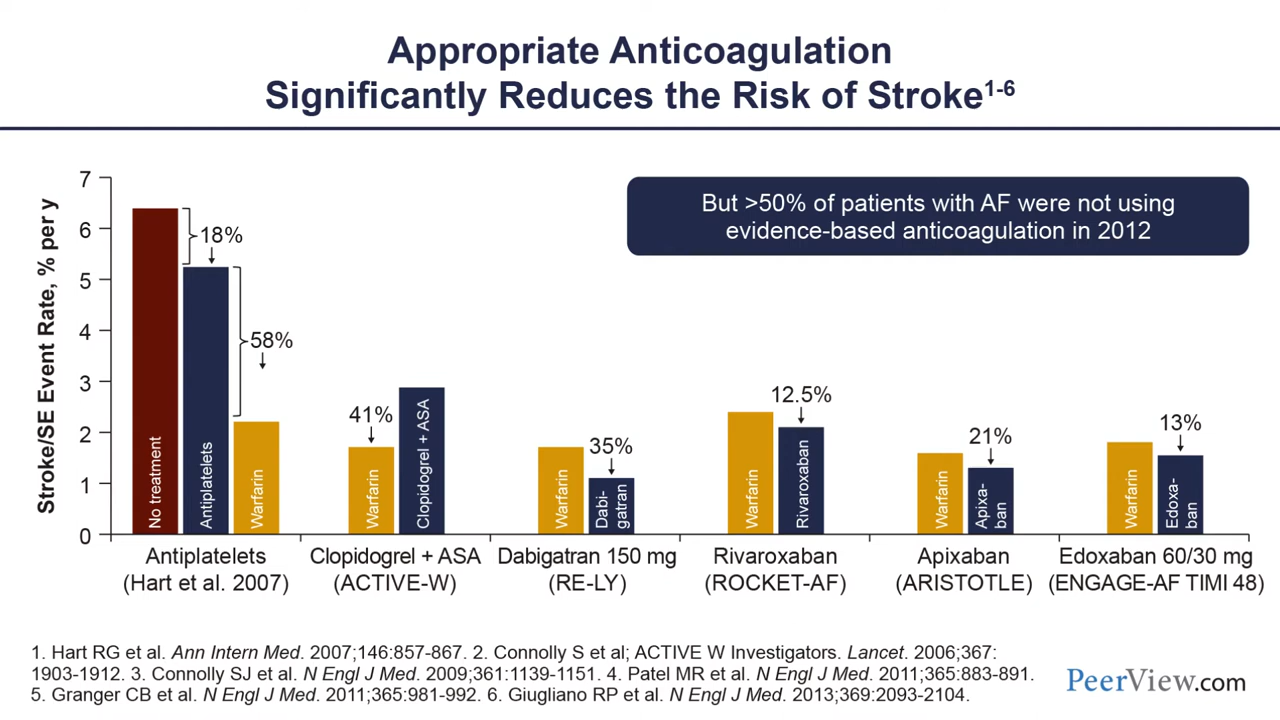 Appropriate Anticoagulation
Significantly Reduces the Risk of Stroke1-6
But >50% of patients with AF were not using
evidence-based anticoagulation in 2012
Stroke/SE Event Rate, % per y
7
6
5
4
3
2
1
0
18%
58%
No treatment
Antiplatelets
Warfarin
41%
Warfarin
Clopidogrel + ASA
35%
Warfarin
Dabi-
gatran
12.5%
Warfarin
Rivaroxaban
21%
Warfarin
Apixa-
ban
13%
Warfarin
Edoxa-
ban
Antiplatelets
(Hart et al. 2007)
Clopidogrel + ASA
(ACTIVE-W)
Dabigatran 150 mg
(RE-LY)
Rivaroxaban
(ROCKET-AF)
Apixaban
(ARISTOTLE)
Edoxaban 60/30 mg
(ENGAGE-AF TIMI 48)
1. Hart RG et al. Ann Intern Med. 2007;146:857-867. 2. Connolly S et al; ACTIVE W Investigators. Lancet. 2006;367:
1903-1912. 3. Connolly SJ et al. N Engl J Med. 2009;361:1139-1151. 4. Patel MR et al. N Engl J Med. 2011;365:883-891.
5. Granger CB et al. N Engl J Med. 2011;365:981-992. 6. Giugliano RP et al. N Engl J Med. 2013;369:2093-2104.
PeerView.com